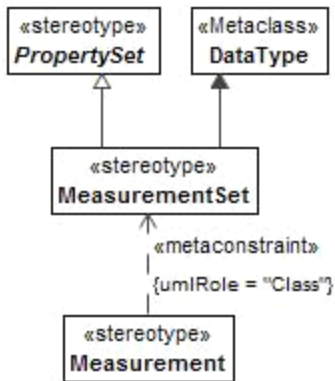 «stereotype»
PropertySet
«Metaclass»
DataType
«stereotype»
MeasurementSet
«metaconstraint»
{umlRole = "Class"}
«stereotype»
Measurement